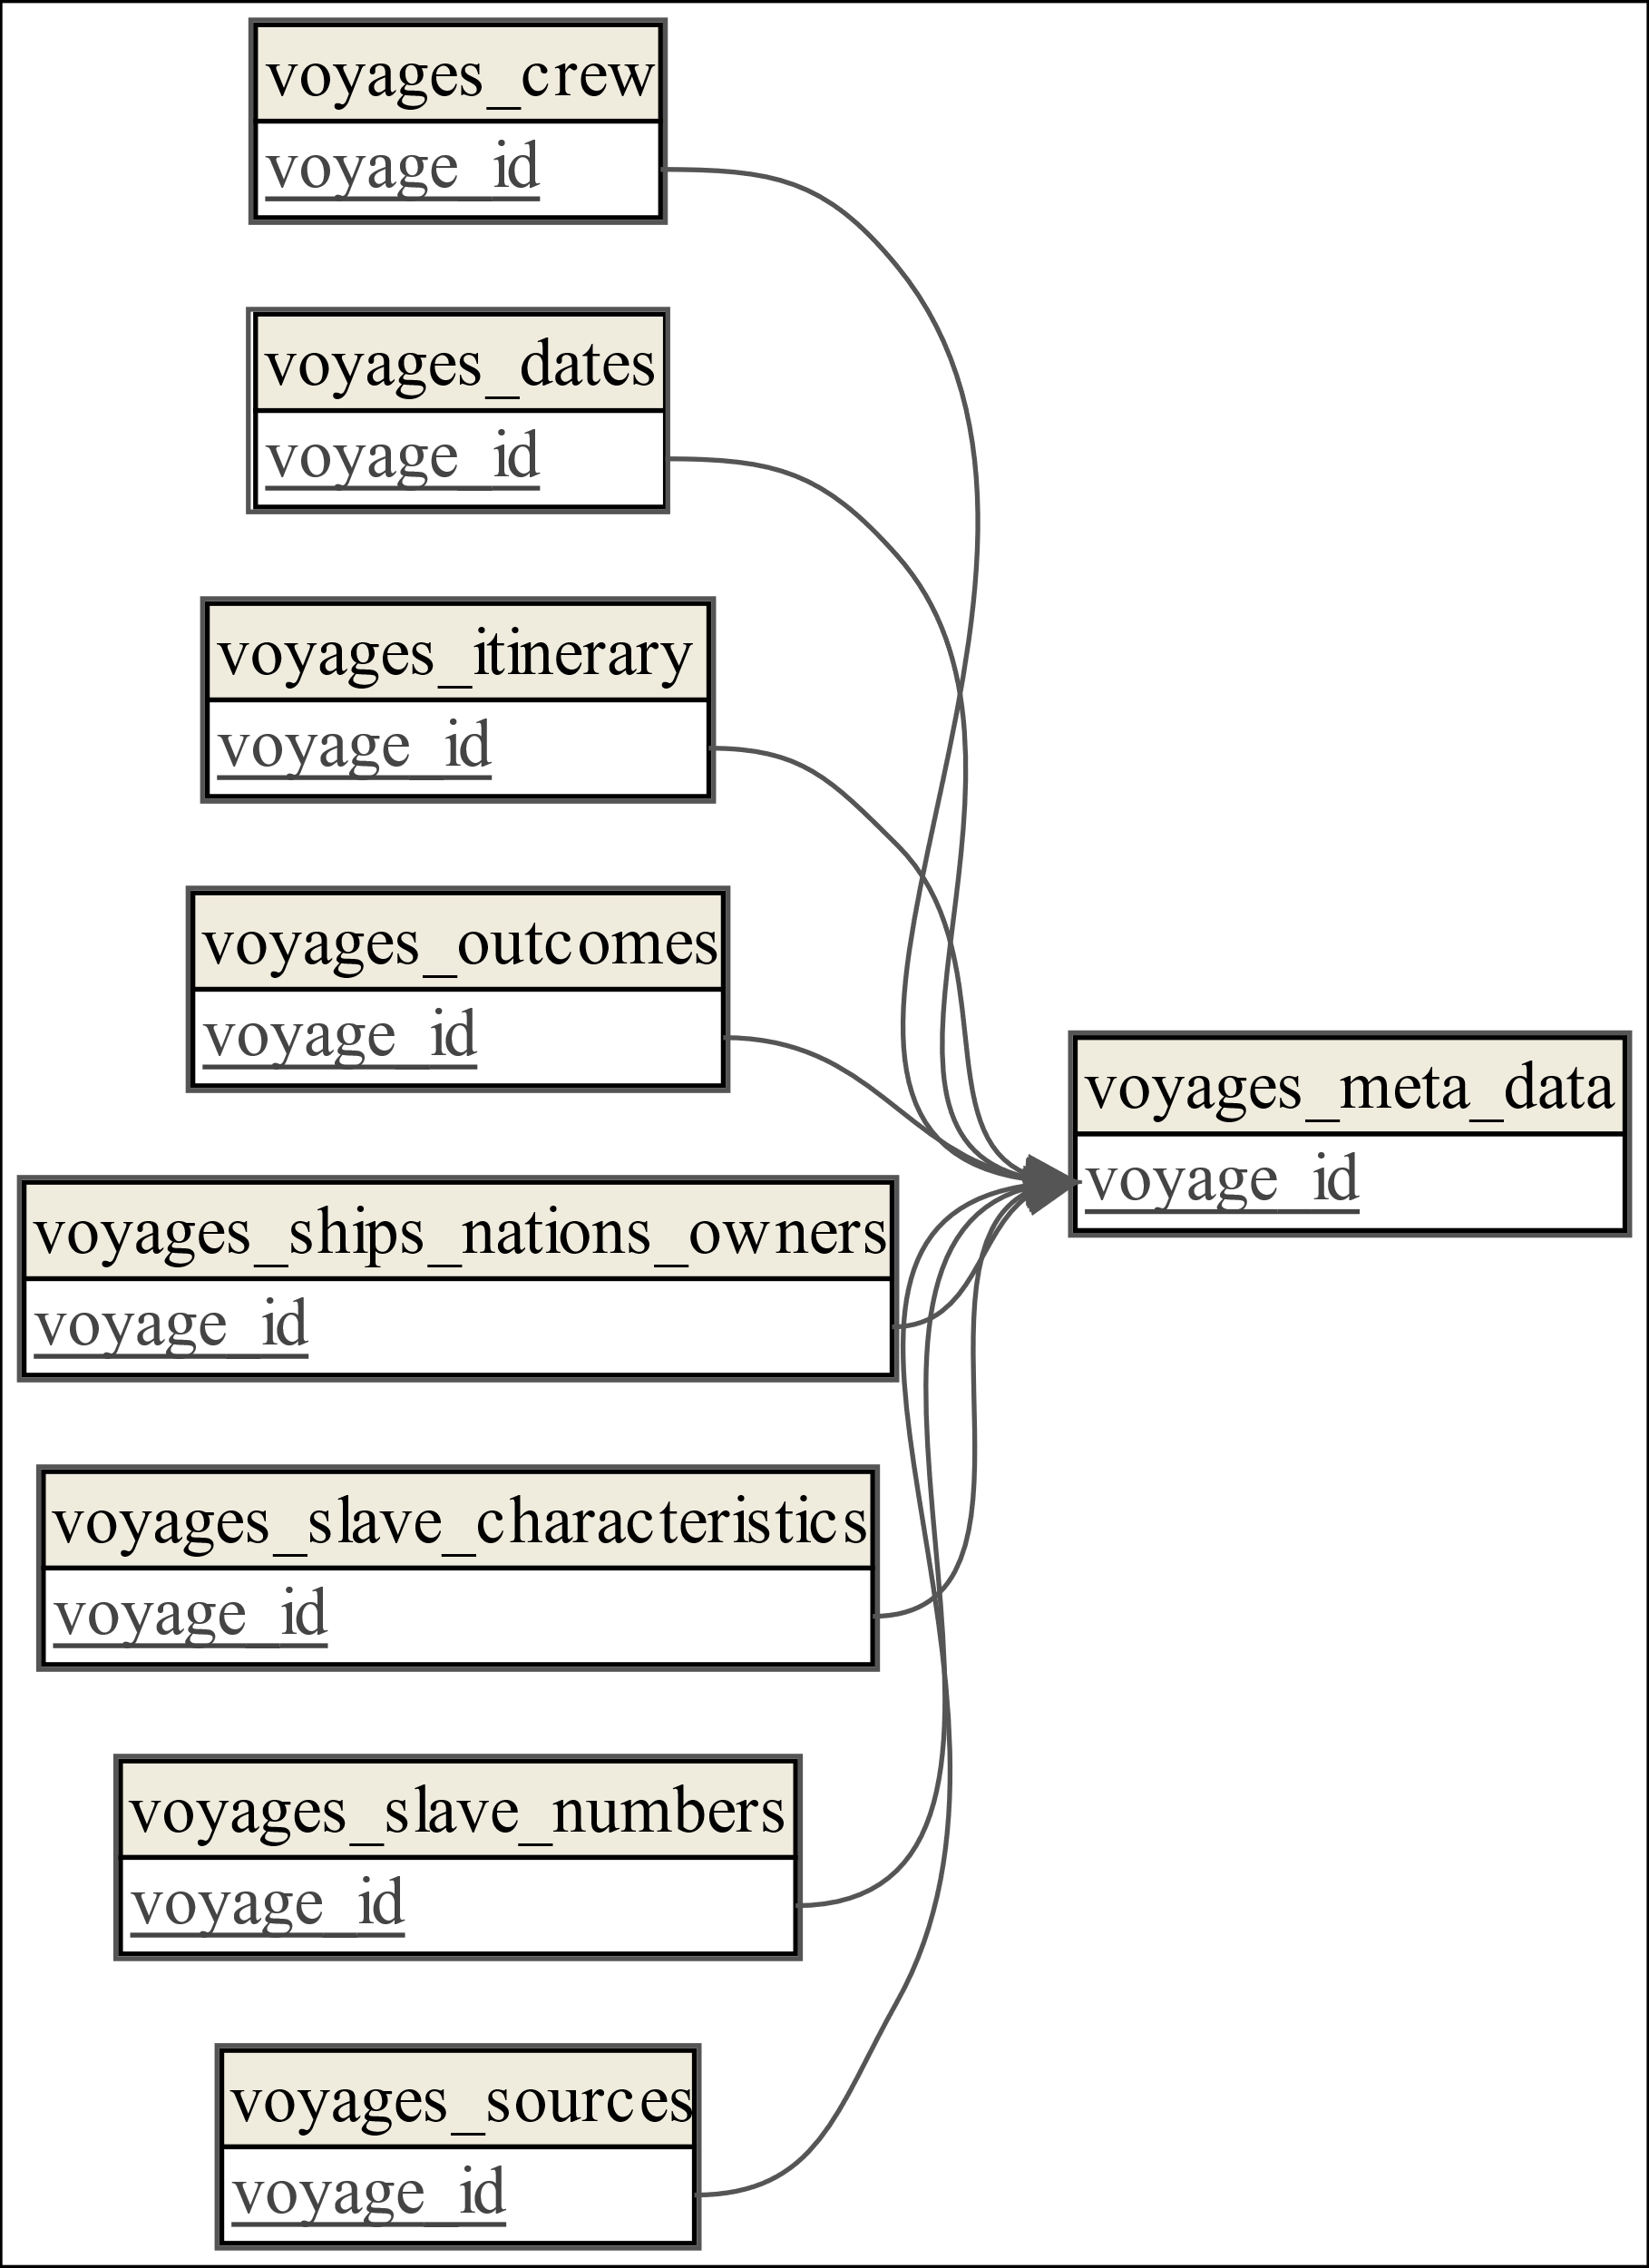 voyages_crew
voyage_id
voyages_dates
voyage_id
voyages_itinerary
voyage_id
voyages_outcomes
voyage_id
voyages_ships_nations_owners
voyage_id
voyages_slave_characteristics
voyage_id
voyages_slave_numbers
voyage_id
voyages_sources
voyage_id
voyages_meta_data
voyage_id